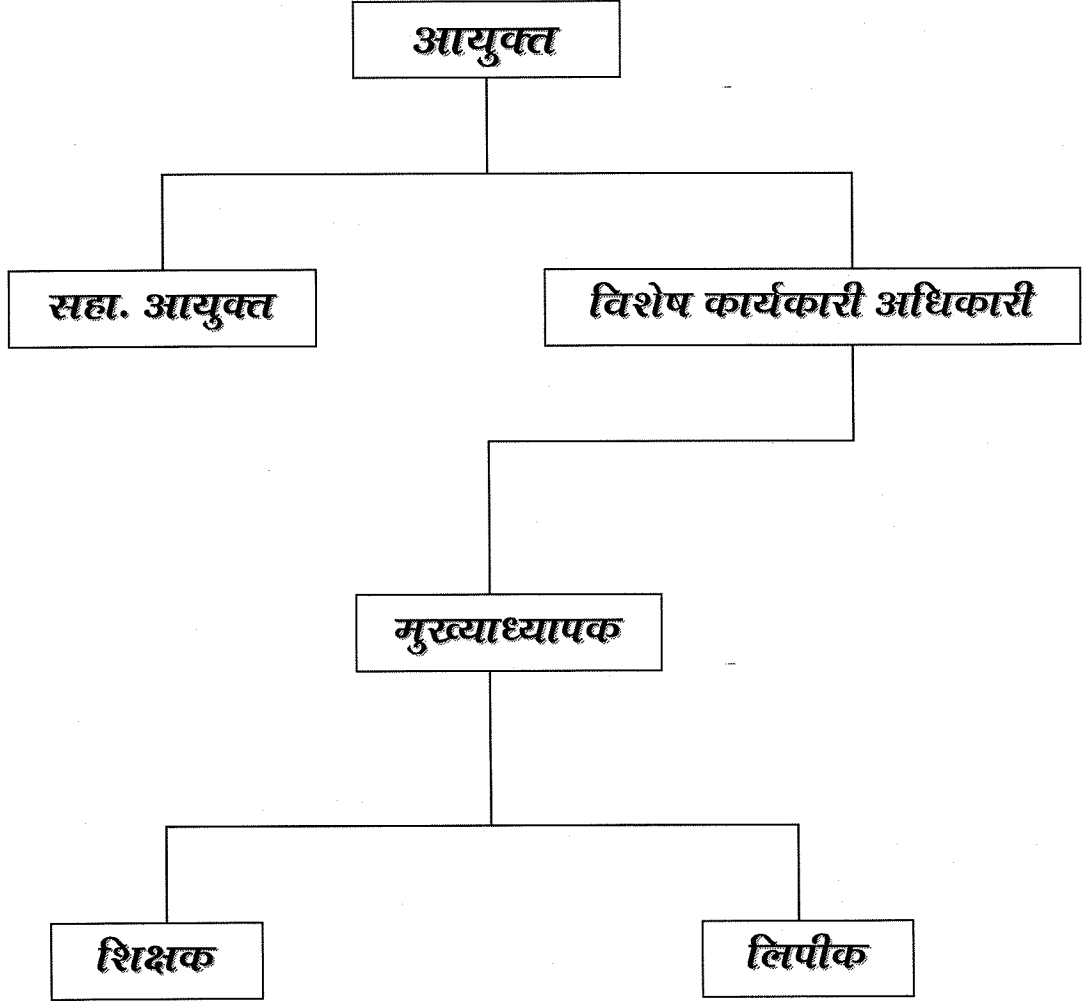 आयुक्त
सहा. आयुक्त
विशेष कार्यकारी अधिकारी
मुख्याध्यापक
शिक्षक
लिपीक